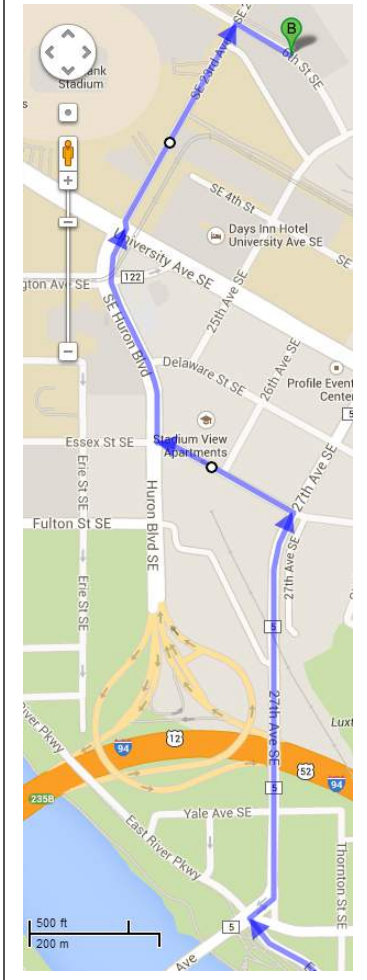 B
SE 23rd Ave
SE 2
6th St SE
ank
Stadium
SE 4th St
SE
Days Inn Hotel
University Ave SE
University Ave SE
122
gton Ave SE
SE Huron Blvd
25th Ave SE
26th Ave SE
Delaware St SE
Profile Event
Center
5
Stadium View
Apartments
Essex St SE
Erie St SE
Huron Blvd SE
27th Ave SE
27th Ave SE
Fulton St SE
Erie St SE
5
27th Ave SE
River Pkwy
94
12
52
94
Luxt
235B
5
Yale Ave SE
East River Pkwy
Thornton St SE
500 ft
200 m
5
Ave
E